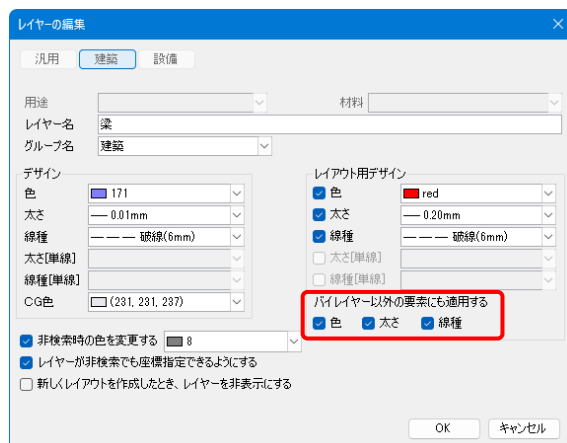 レイヤーの編集
汎用 建築 設備
用途 材料
レイヤー名 梁
グループ名 建築
デザイン
色 171
太さ 0.01mm
線種 破線(6mm)
太さ[単線]
線種[単線]
CG色 (231, 231, 237)
レイアウト用デザイン
色 red
太さ 0.20mm
線種 破線(6mm)
太さ[単線]
線種[単線]
バイレイヤー以外の要素にも適用する
色 太さ 線種
非検索時の色を変更する 8
レイヤーが非検索でも座標指定できるようにする
新しくレイアウトを作成したとき、レイヤーを非表示にする
OK キャンセル